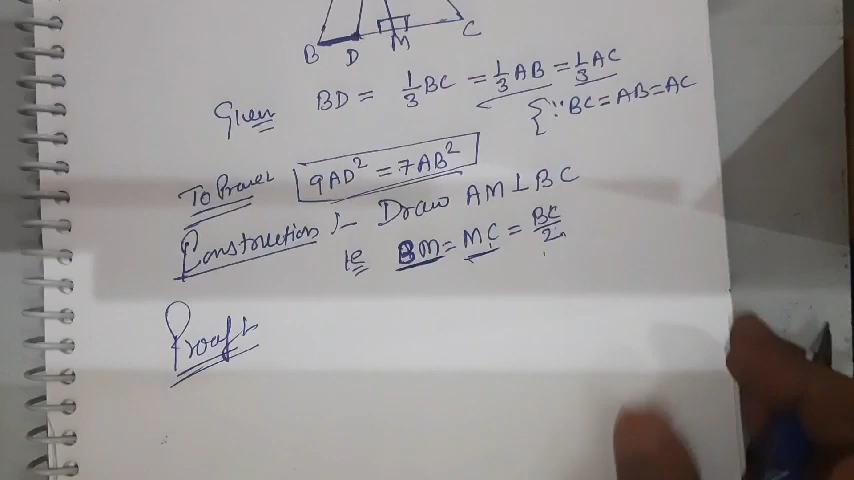 B D M C
Given BD = 1/3 BC = 1/3 AB = 1/3 AC
{∵ BC = AB = AC
To Prove:- 9AD² = 7AB²
Construction :- Draw AM ⊥ BC
ie BM = MC = BC/2
Proof:-